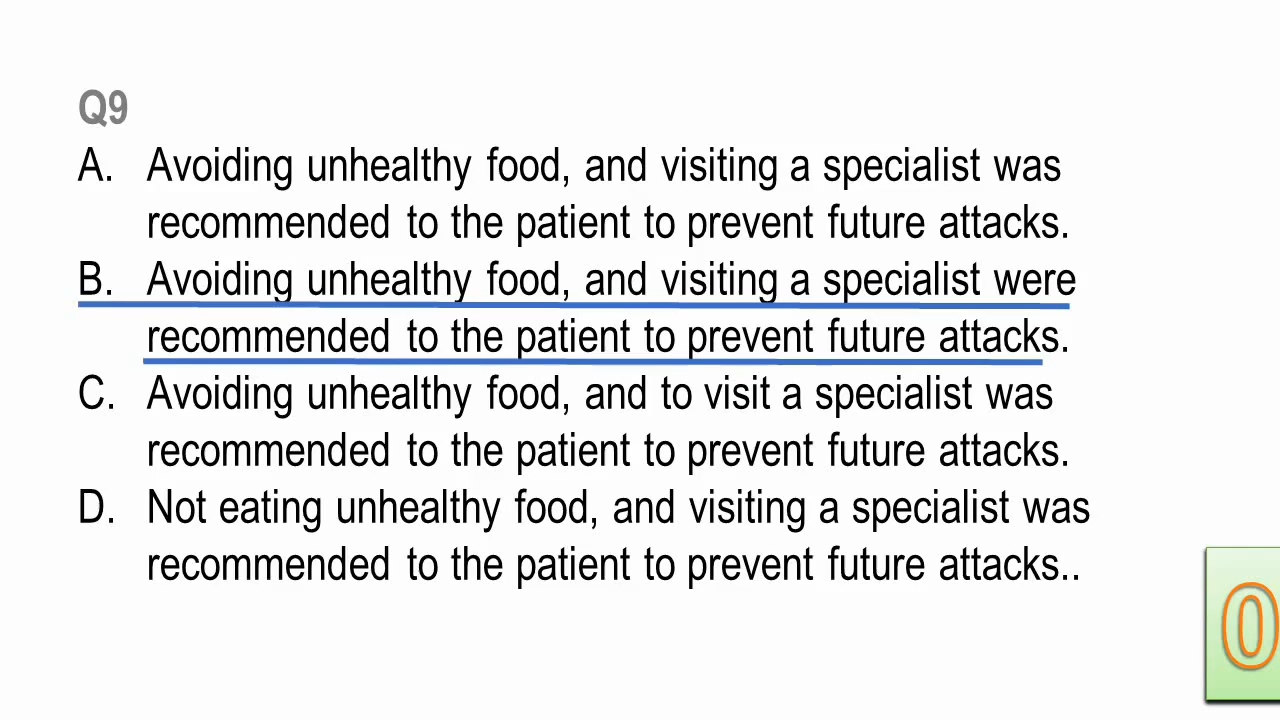 Q9
A. Avoiding unhealthy food, and visiting a specialist was
recommended to the patient to prevent future attacks.
B. Avoiding unhealthy food, and visiting a specialist were
recommended to the patient to prevent future attacks.
C. Avoiding unhealthy food, and to visit a specialist was
recommended to the patient to prevent future attacks.
D. Not eating unhealthy food, and visiting a specialist was
recommended to the patient to prevent future attacks..
0